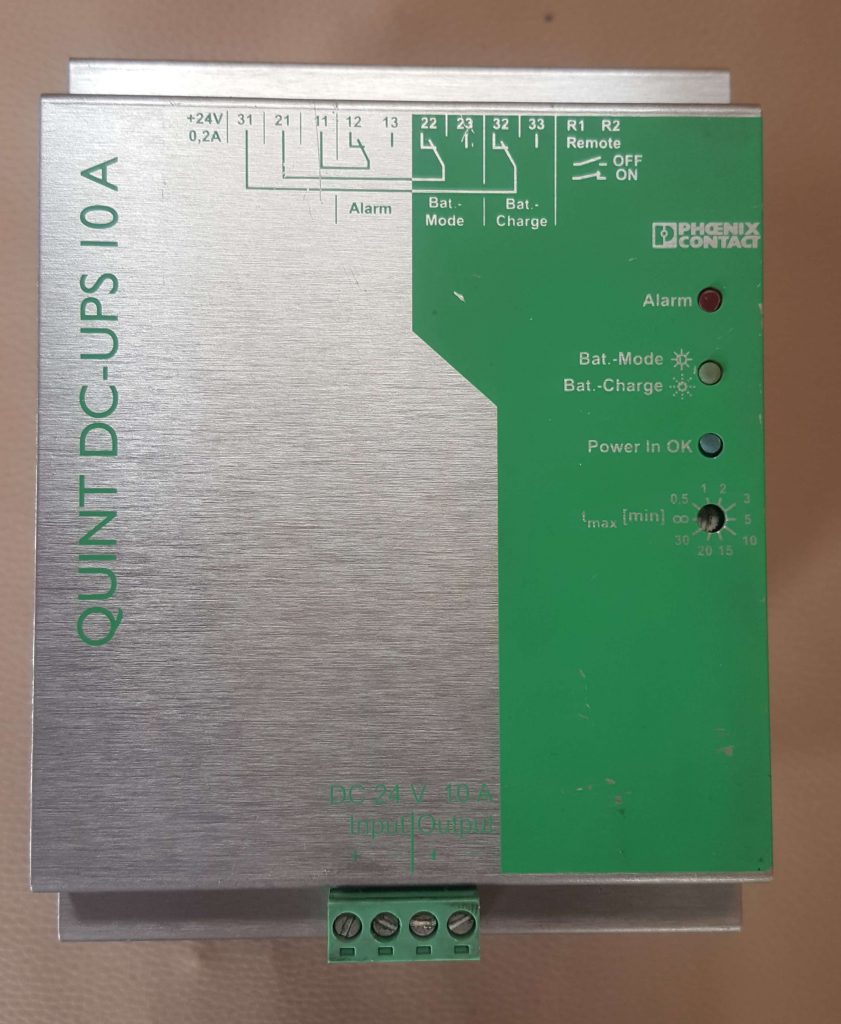 +24V 31 21 11 12 13 22 23 32 33 R1 R2
0,2A
Remote
OFF
ON
Alarm
Bat.-
Mode
Bat.-
Charge
QUINT DC-UPS 10 A
PHŒNIX
CONTACT
Alarm
Bat.-Mode
Bat.-Charge
Power In OK
tmax [min]
0,5 1 2 3
∞ 5
30 20 15 10
DC 24 V 10 A
Input Output
+ - + -